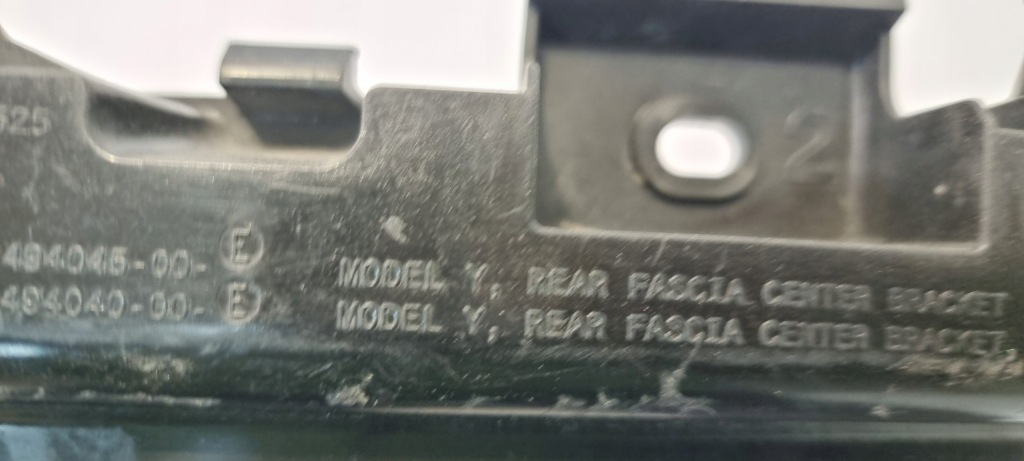 525
2
494045-00-E MODEL Y, REAR FASCIA CENTER BRACKET
494040-00-E MODEL Y, REAR FASCIA CENTER BRACKET,